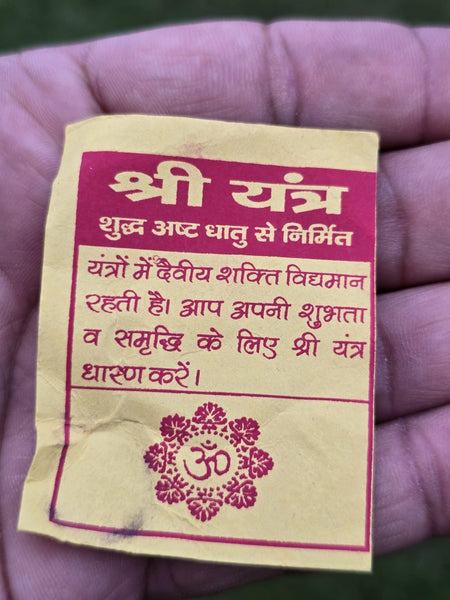 श्री यंत्र
शुद्ध अष्ट धातु से निर्मित
यंत्रों में दैवीय शक्ति विद्यमान
रहती है। आप अपनी शुभता
व समृद्धि के लिए श्री यंत्र
धारण करें।
ॐ